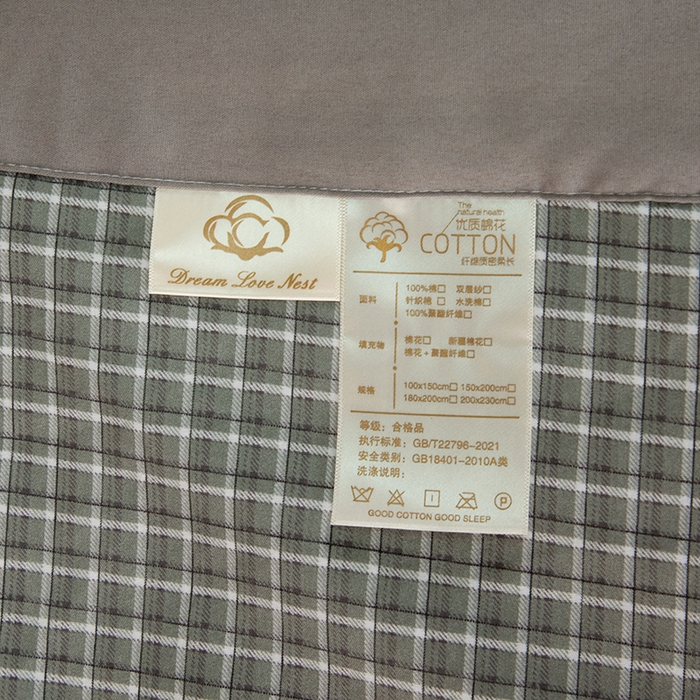 Dream Love Nest
The
natural health
优质棉花
COTTON
纤维质密柔长
面料
100%棉□ 双层纱□
针织棉 □ 水洗棉□
100%聚酯纤维□
填充物
棉花□ 新疆棉花□
棉花+聚酯纤维□
规格
100x150cm□ 150x200cm□
180x200cm□ 200x230cm□
等级：合格品
执行标准：GB/T22796-2021
安全类别：GB18401-2010A类
洗涤说明：
P
GOOD COTTON GOOD SLEEP